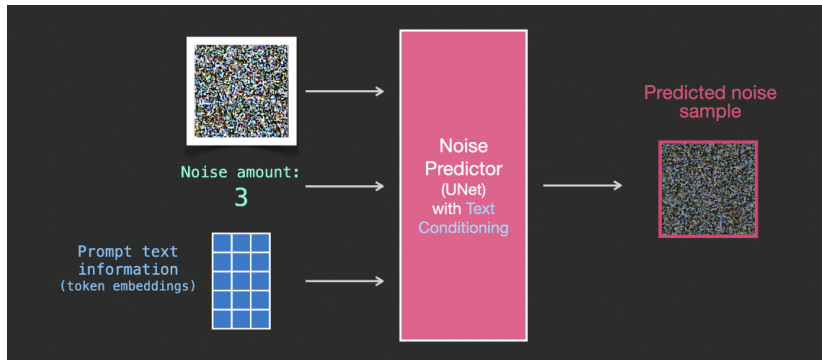 Noise amount:
3
Prompt text
information
(token embeddings)
Noise
Predictor
(UNet)
with Text
Conditioning
Predicted noise
sample